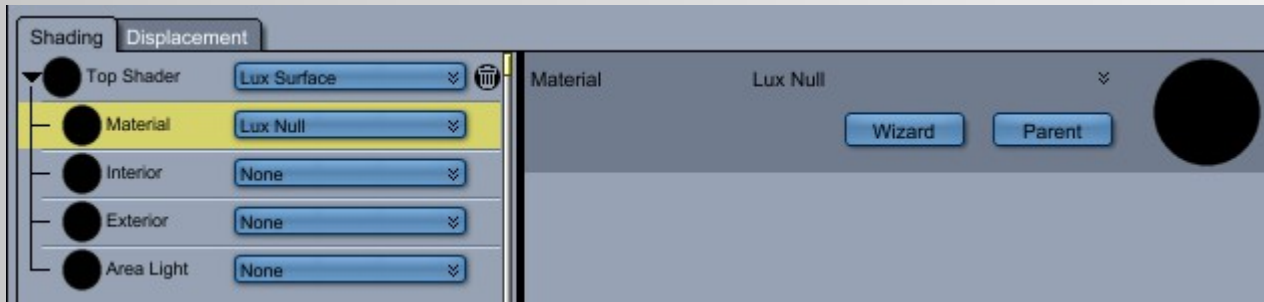 Shading Displacement
Top Shader Lux Surface Material Lux Null
Material Lux Null Wizard Parent
Interior None
Exterior None
Area Light None